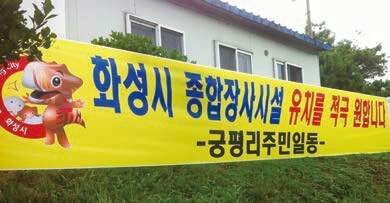 화성시 종합장사시설 유치를 적극 원합니다
-궁평리주민일동-
화성시